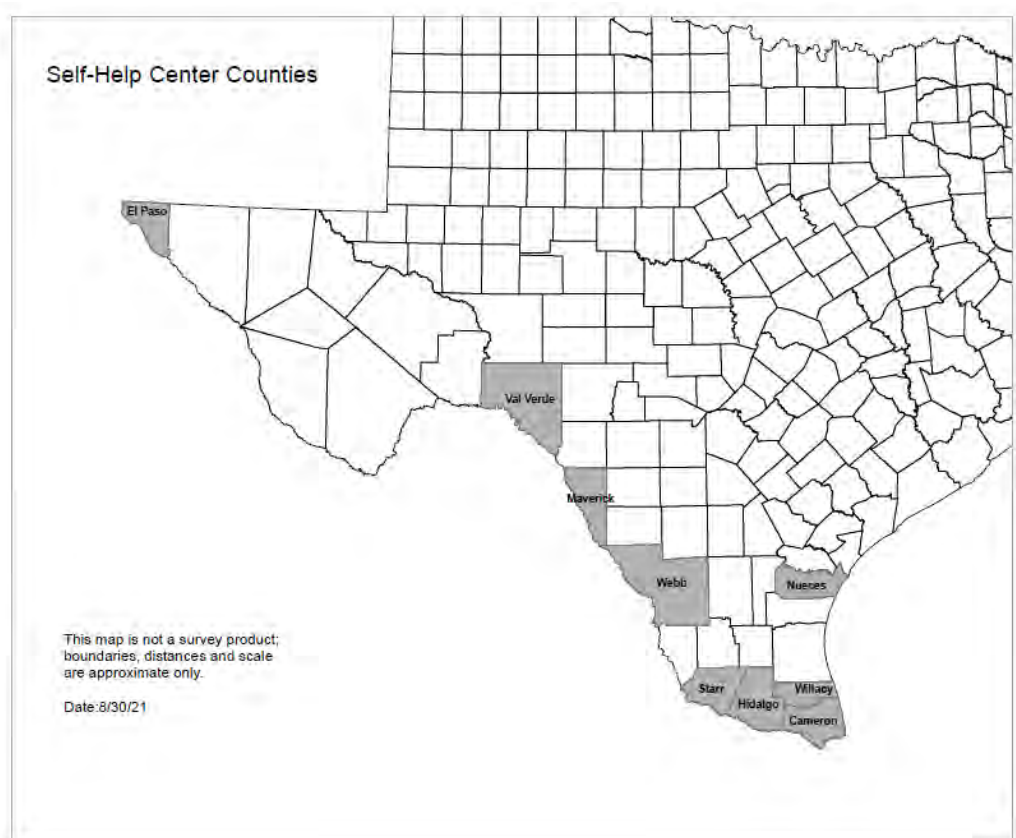 Self-Help Center Counties
El Paso
Val Verde
Maverick
Webb
Nueces
This map is not a survey product;
boundaries, distances and scale
are approximate only.
Starr
Willacy
Hidalgo
Date:8/30/21
Cameron